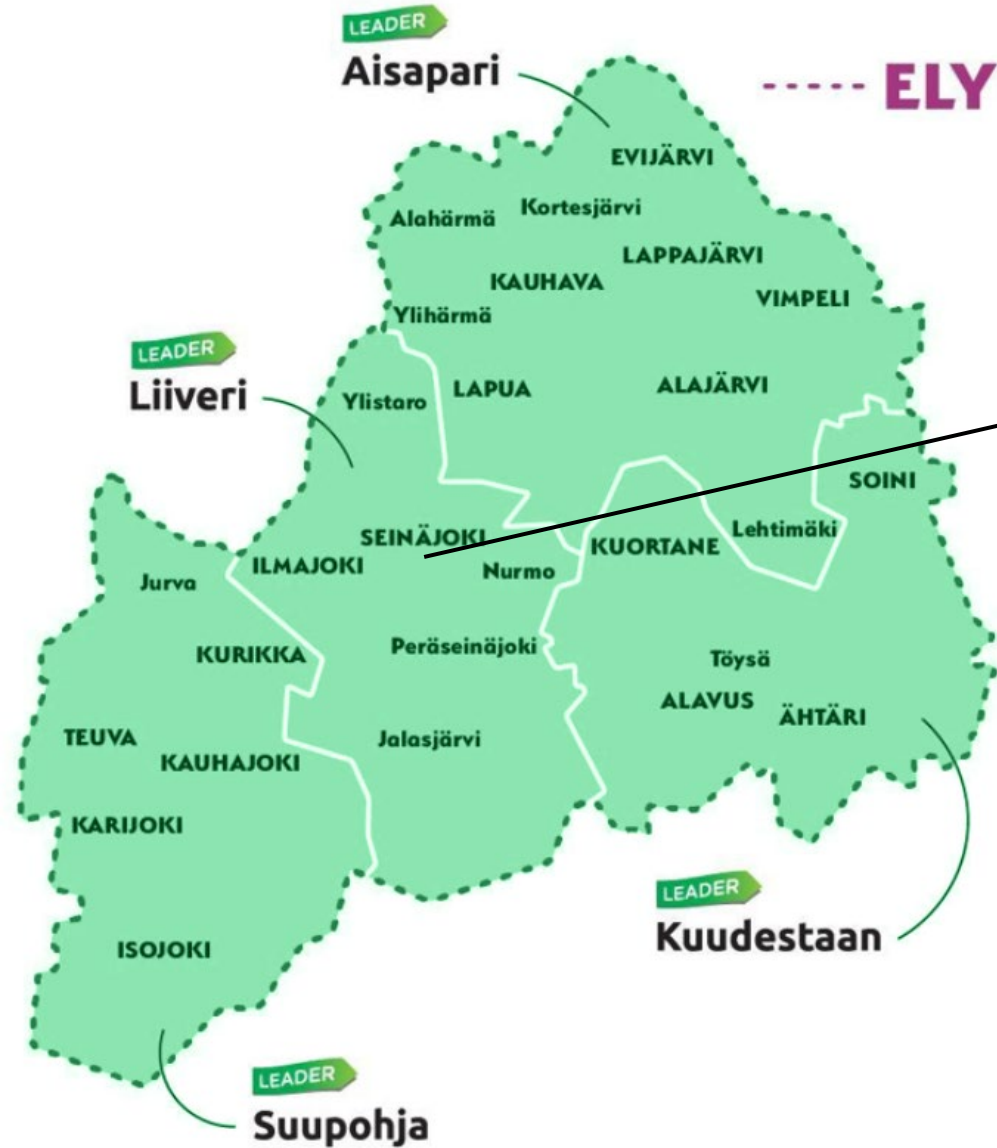 LEADER
Aisapari
ELY
EVIJÄRVI
Alahärmä
Kortesjärvi
LAPPAJÄRVI
KAUHAVA
VIMPELI
Ylihärmä
LEADER
Liiveri
Ylistaro
LAPUA
ALAJÄRVI
SOINI
SEINÄJOKI
Lehtimäki
KUORTANE
ILMAJOKI
Nurmo
Jurva
KURIKKA
Peräseinäjoki
Töysä
ALAVUS
ÄHTÄRI
TEUVA
Jalasjärvi
KAUHAJOKI
KARIJOKI
LEADER
Kuudestaan
ISOJOKI
LEADER
Suupohja